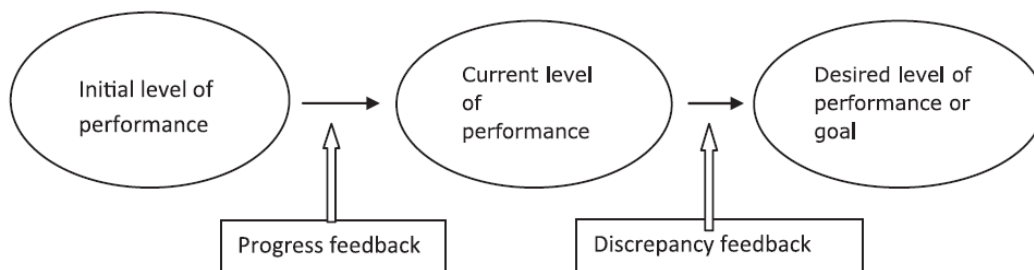 Initial level of
performance
Current level
of
performance
Desired level of
performance or
goal
Progress feedback
Discrepancy feedback